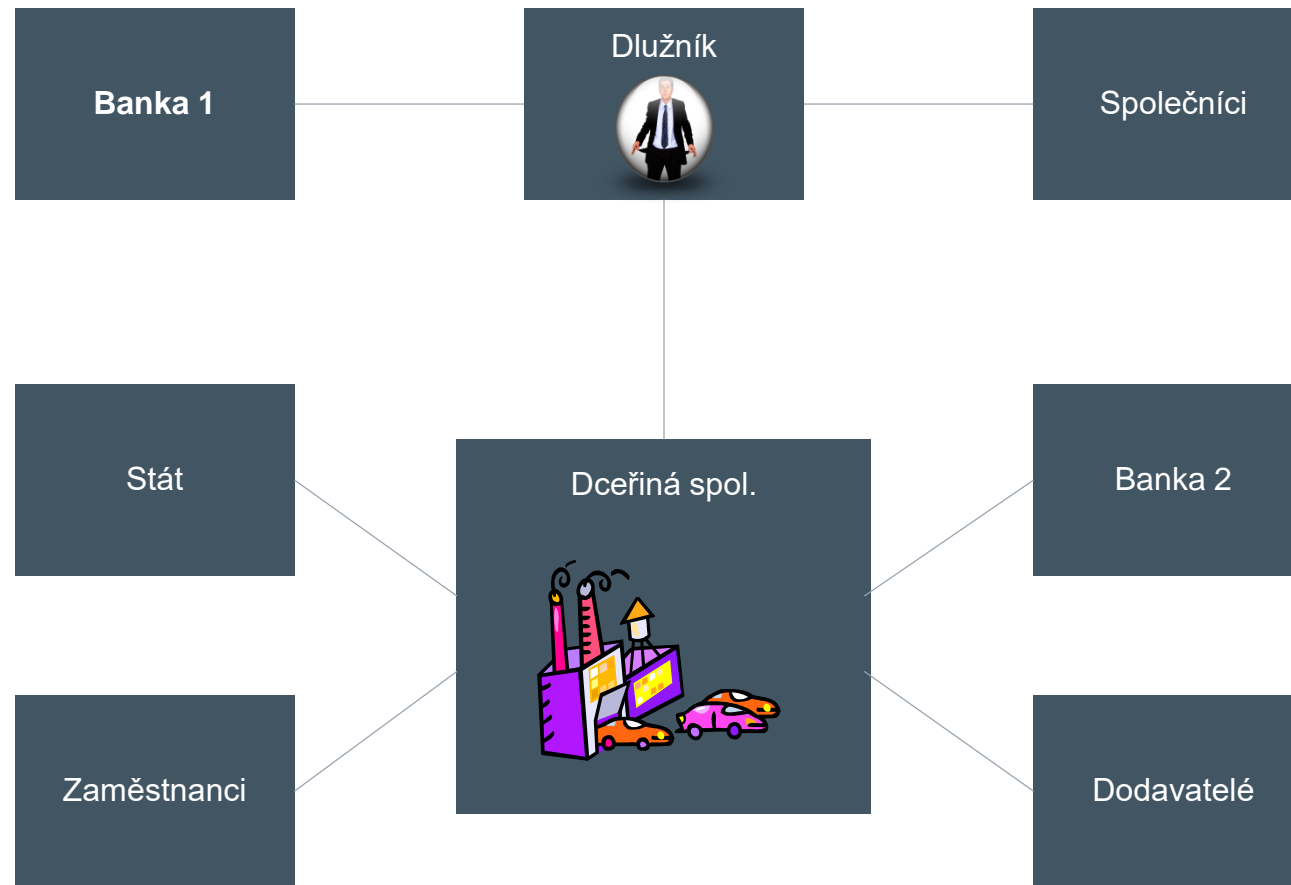 Banka 1
Dlužník
Společníci
Stát
Dceřiná spol.
Banka 2
Zaměstnanci
Dodavatelé